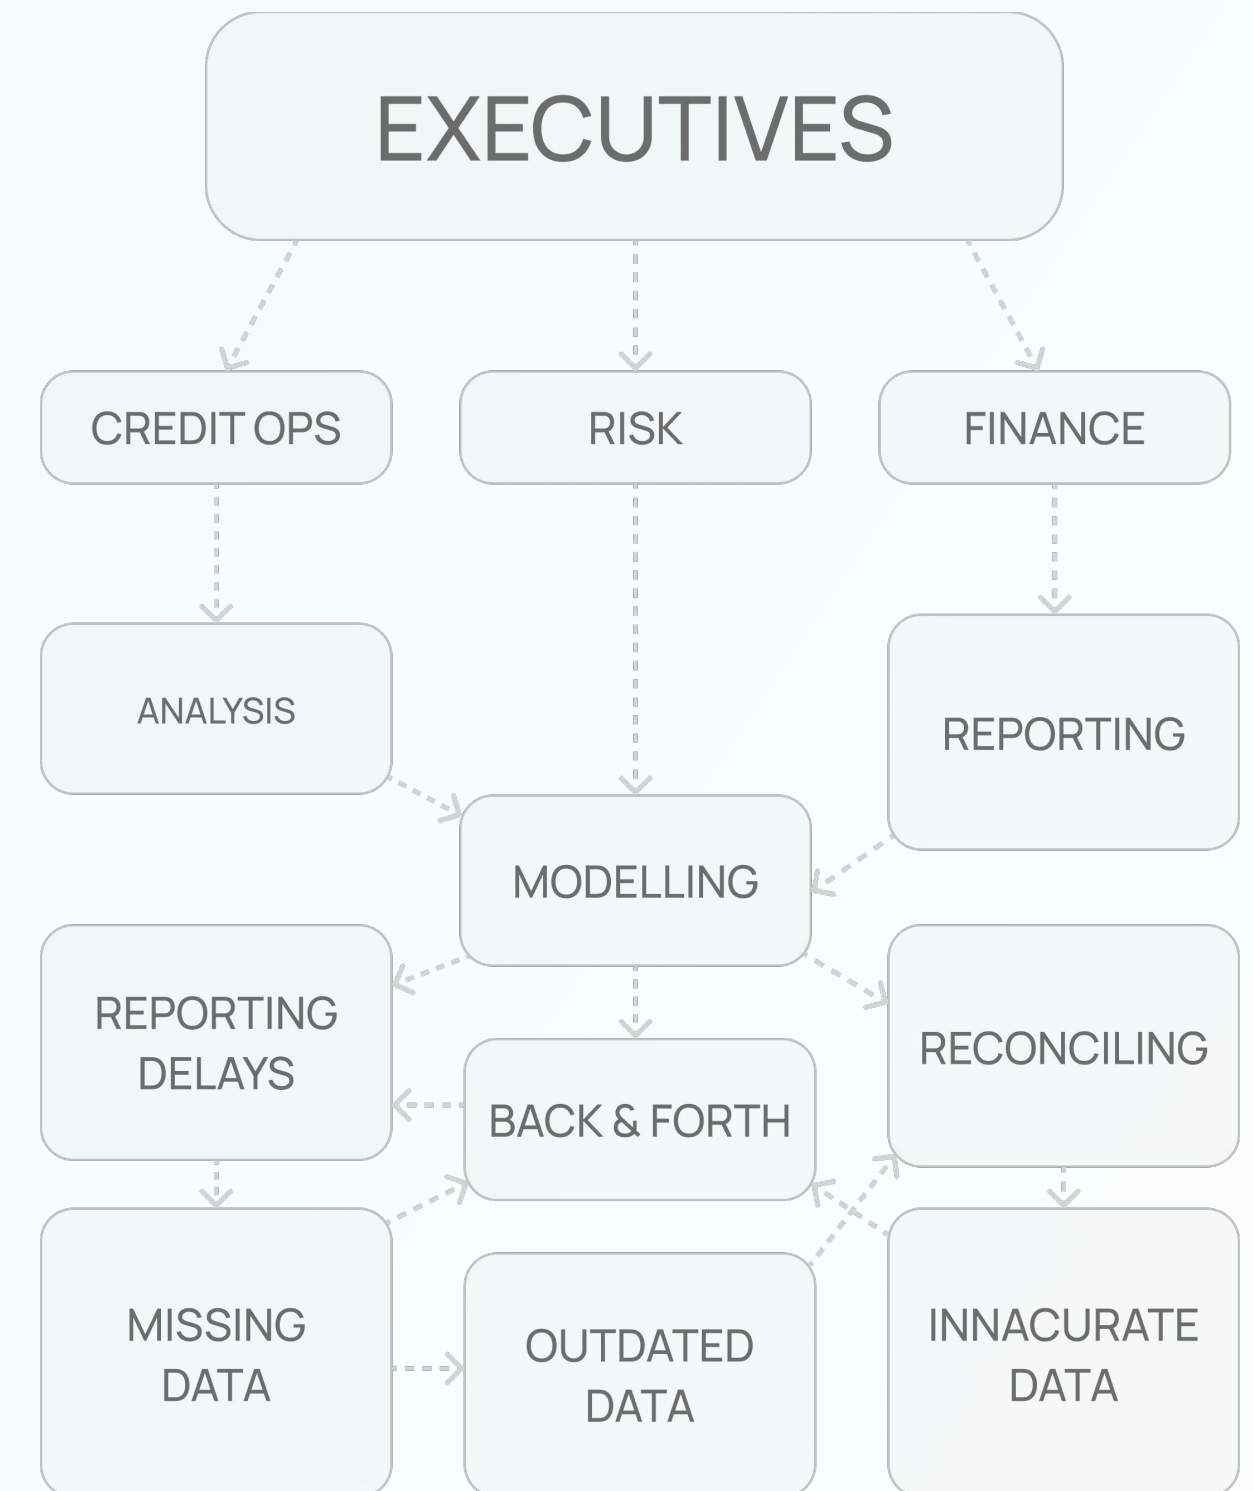 EXECUTIVES
CREDIT OPS
RISK
FINANCE
ANALYSIS
REPORTING
MODELLING
REPORTING
DELAYS
BACK & FORTH
RECONCILING
MISSING
DATA
OUTDATED
DATA
INNACURATE
DATA